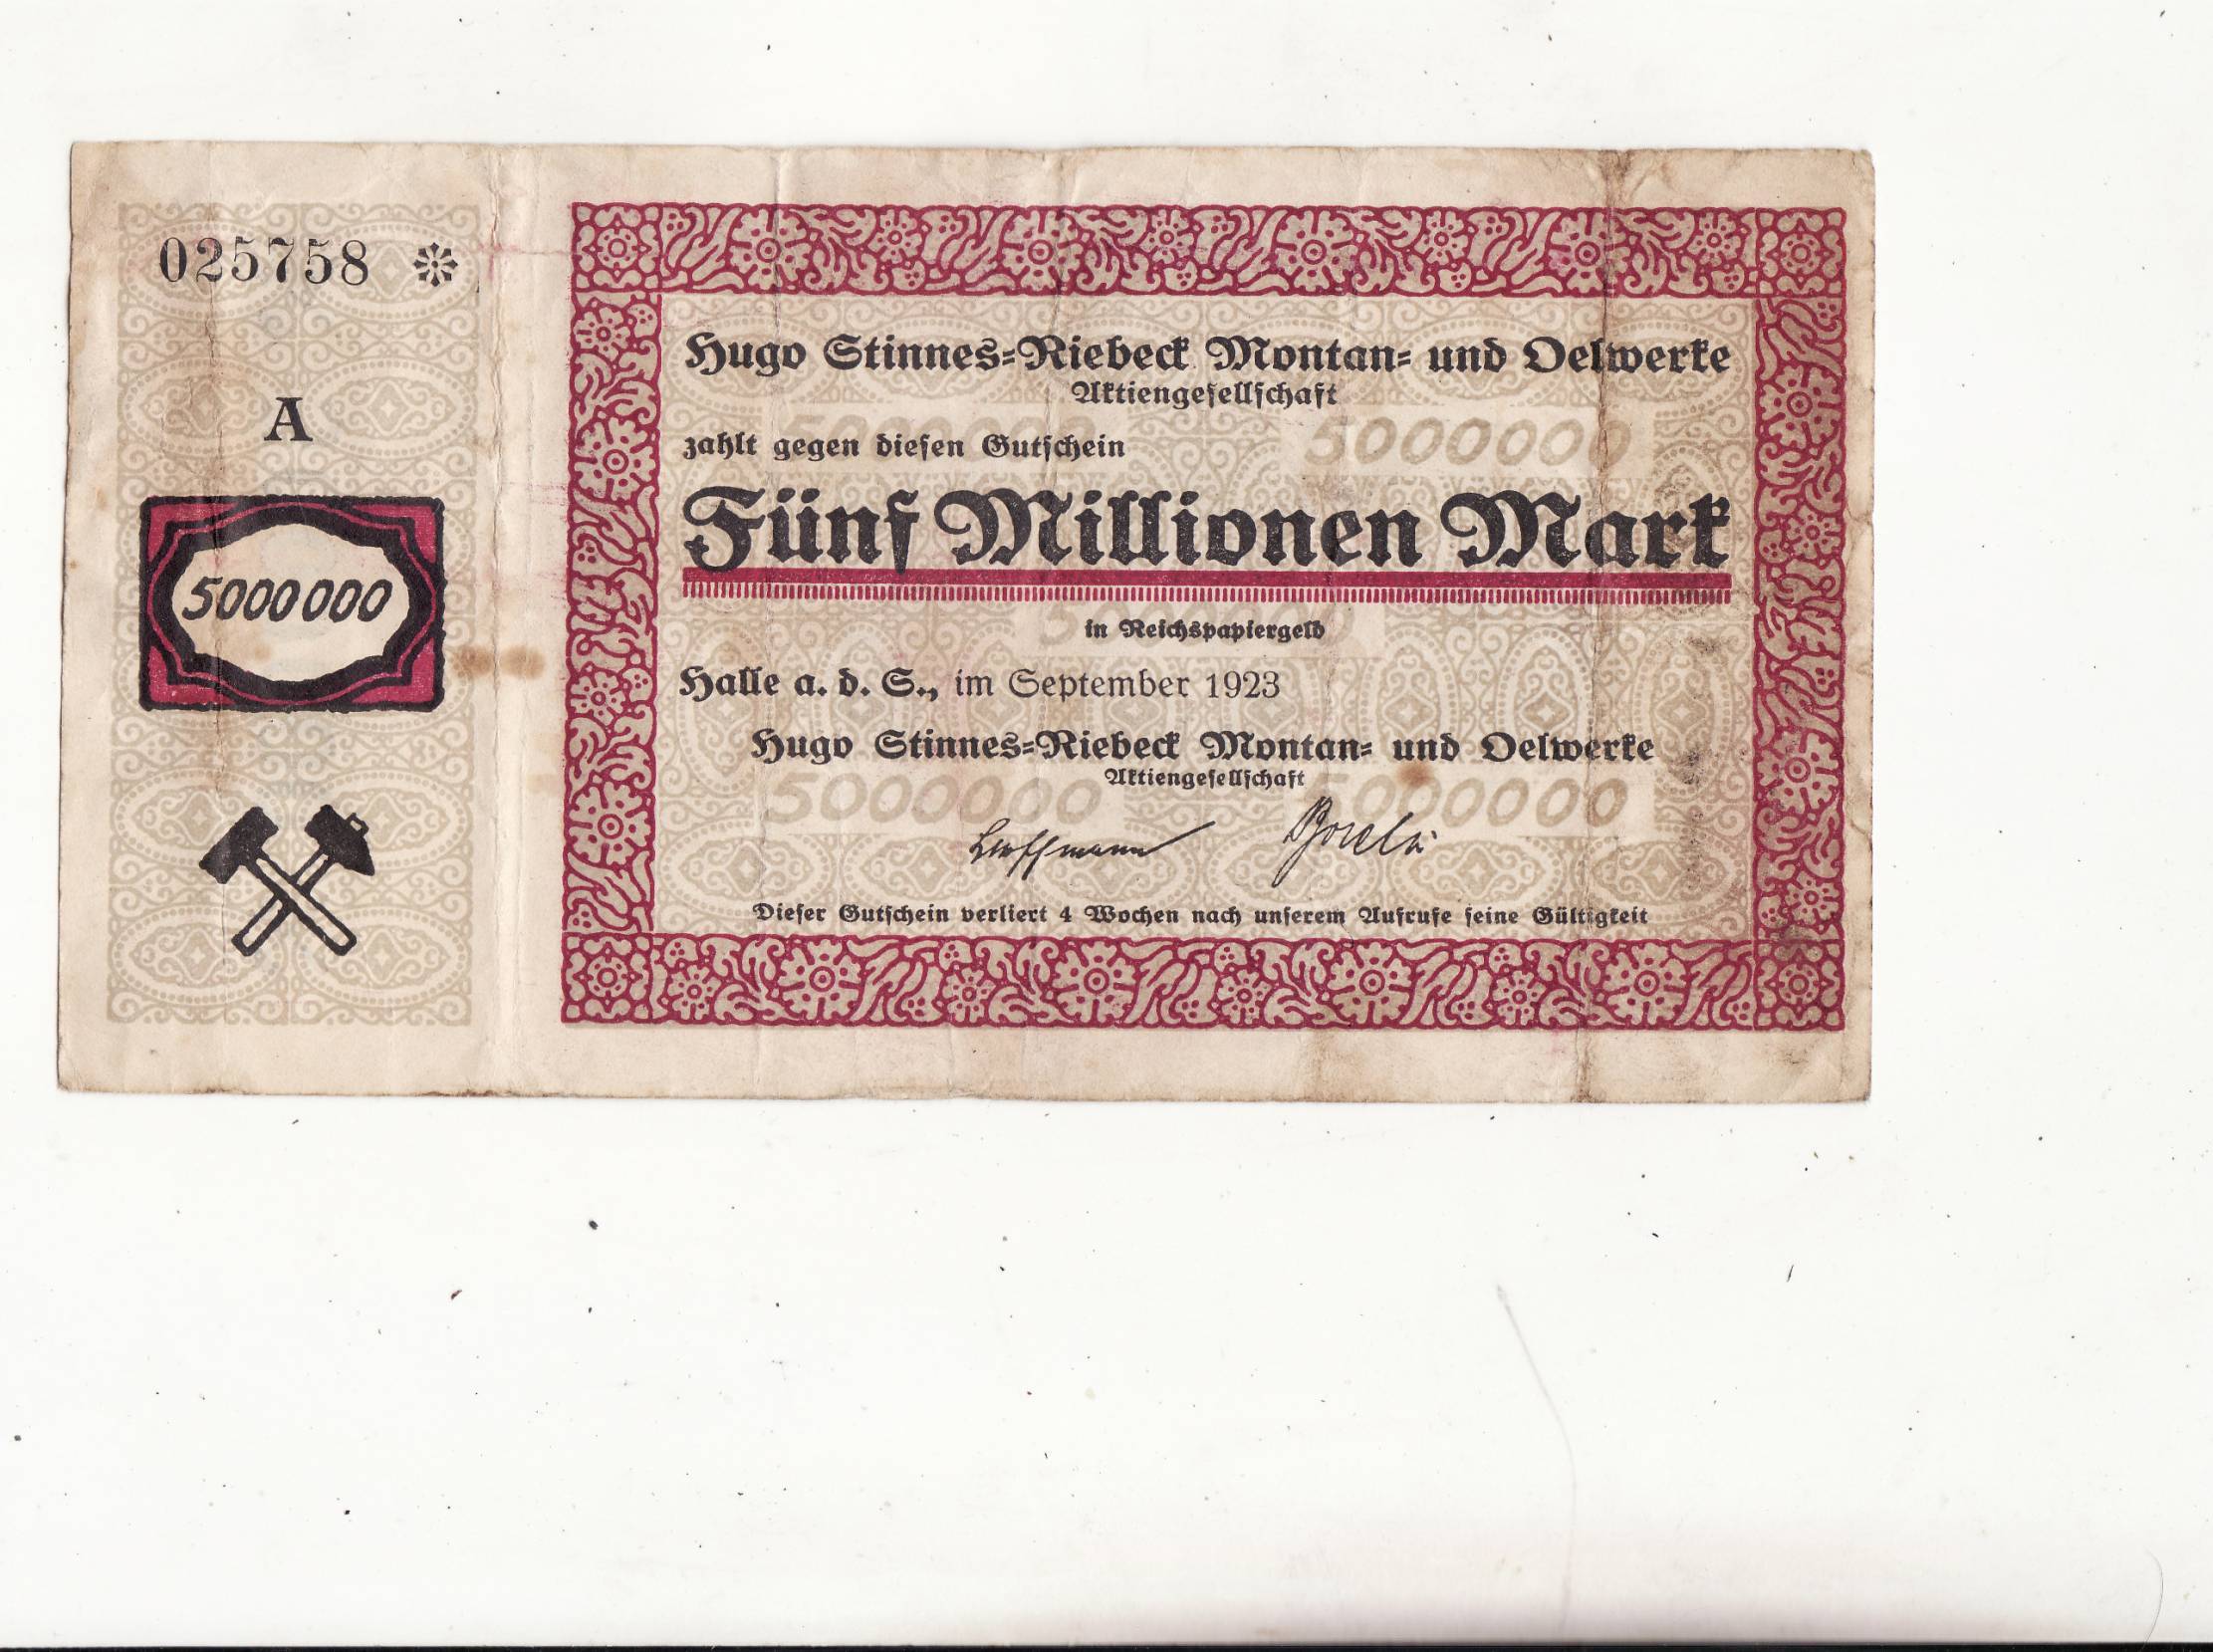 025758
A
5000000
Hugo Stinnes-Riebeck Montan- und Oelwerke
Aktiengesellschaft
zahlt gegen diesen Gutschein
5000000
Fünf Millionen Mark
in Reichspapiergeld
Halle a. d. S., im September 1923
Hugo Stinnes-Riebeck Montan- und Oelwerke
Aktiengesellschaft
5000000 5000000
Dieser Gutschein verliert 4 Wochen nach unserem Aufrufe seine Gültigkeit